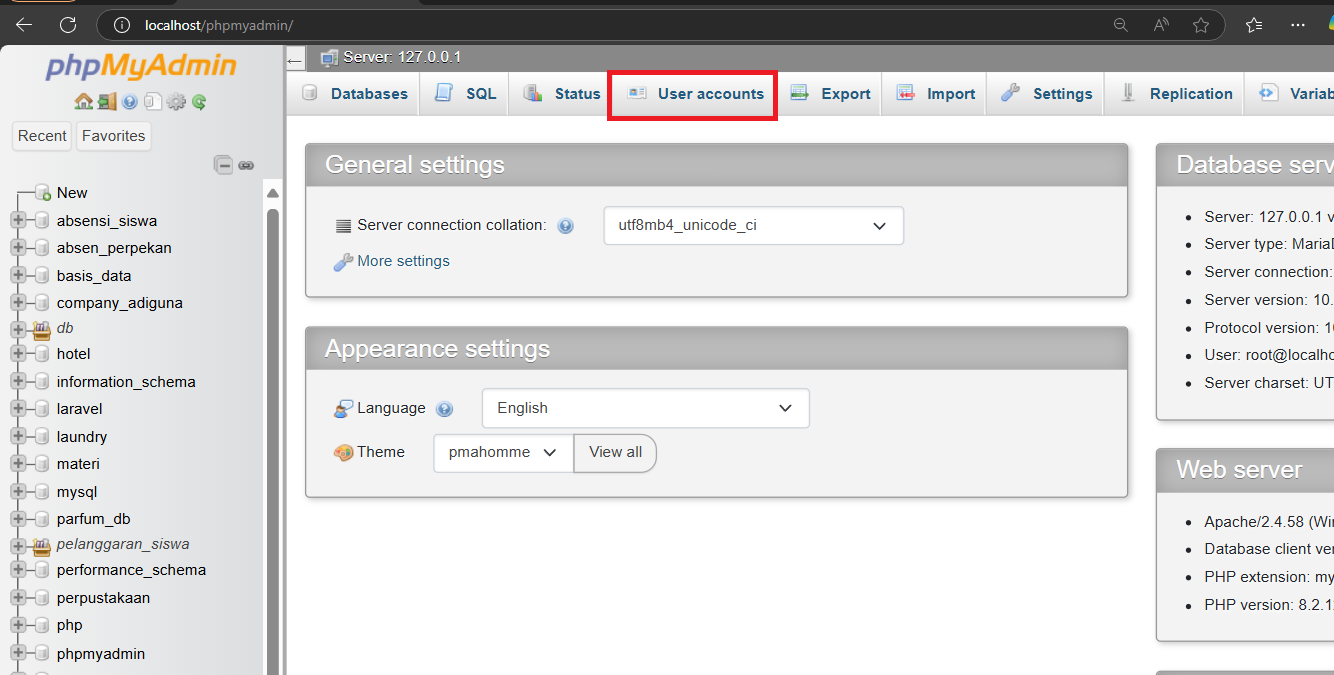 localhost/phpmyadmin/
phpMyAdmin
Recent Favorites
New
absensi_siswa
absen_perpekan
basis_data
company_adiguna
db
hotel
information_schema
laravel
laundry
materi
mysql
parfum_db
pelanggaran_siswa
performance_schema
perpustakaan
php
phpmyadmin
Server: 127.0.0.1
Databases SQL Status User accounts Export Import Settings Replication Variab
General settings
Server connection collation: utf8mb4_unicode_ci
More settings
Appearance settings
Language English
Theme pmahomme View all
Database serv
Server: 127.0.0.1 v
Server type: Maria
Server connection:
Server version: 10.
Protocol version: 1
User: root@localho
Server charset: UT
Web server
Apache/2.4.58 (Wi
Database client ver
PHP extension: my
PHP version: 8.2.1